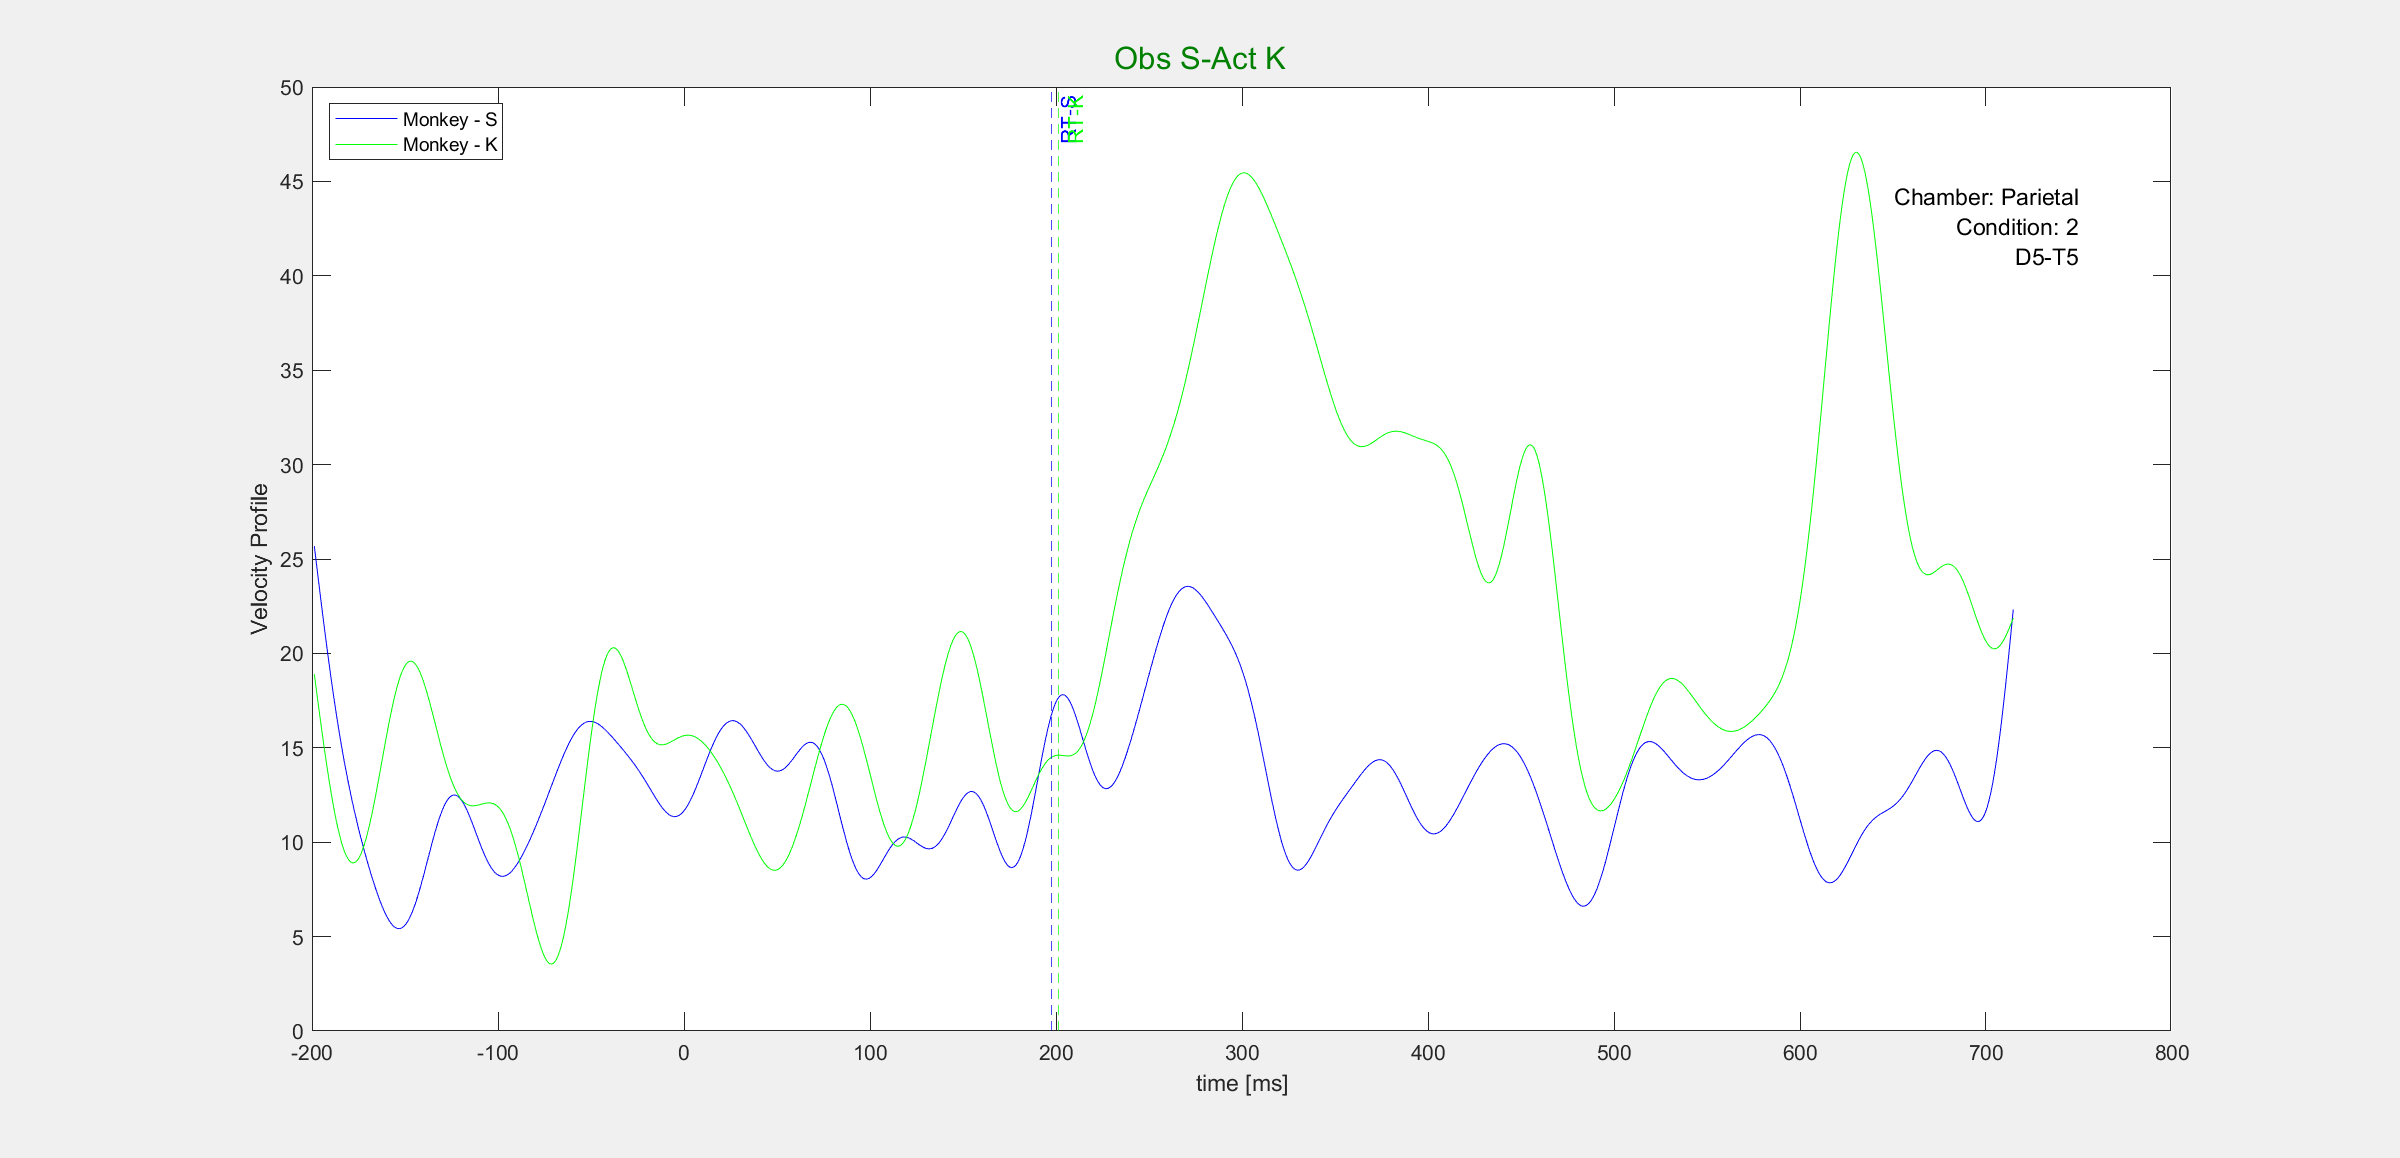 Obs S-Act K
Monkey - S
Monkey - K
RT-S
RT-K
Chamber: Parietal
Condition: 2
D5-T5
Velocity Profile
50
45
40
35
30
25
20
15
10
5
0
-200 -100 0 100 200 300 400 500 600 700 800
time [ms]